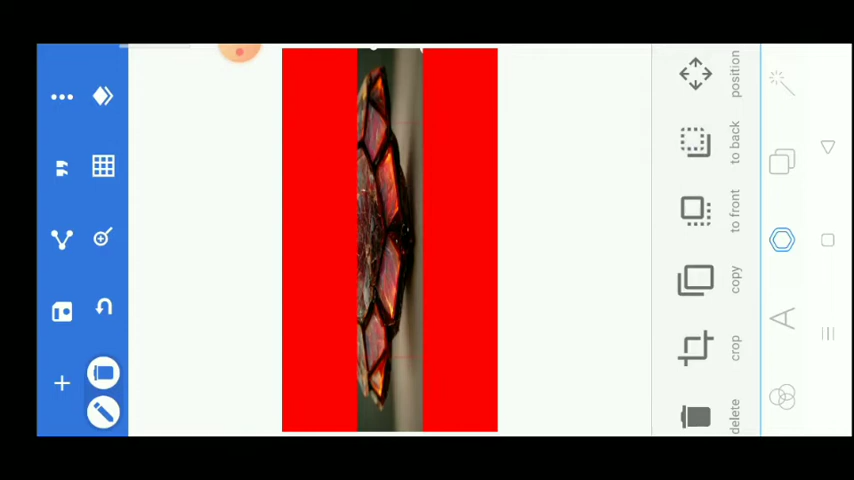 position
to back
to front
copy
crop
delete